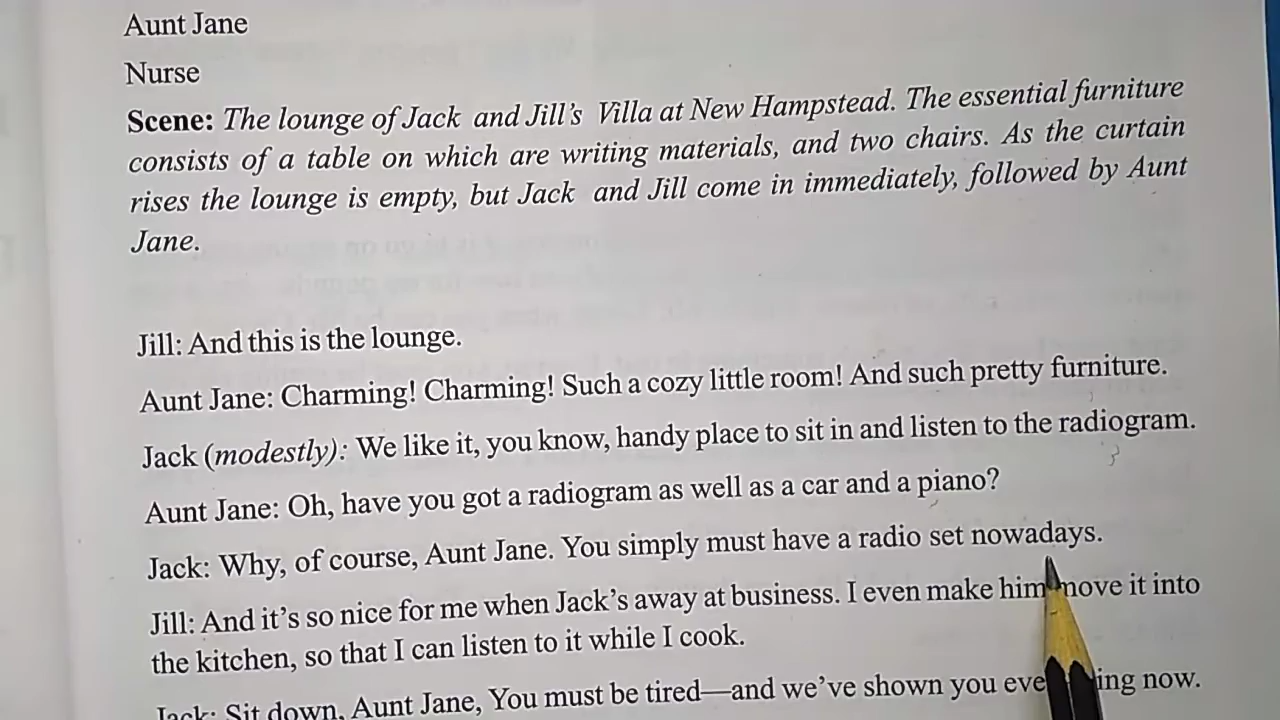 Aunt Jane
Nurse
Scene: The lounge of Jack and Jill's Villa at New Hampstead. The essential furniture
consists of a table on which are writing materials, and two chairs. As the curtain
rises the lounge is empty, but Jack and Jill come in immediately, followed by Aunt
Jane.
Jill: And this is the lounge.
Aunt Jane: Charming! Charming! Such a cozy little room! And such pretty furniture.
Jack (modestly): We like it, you know, handy place to sit in and listen to the radiogram.
Aunt Jane: Oh, have you got a radiogram as well as a car and a piano?
Jack: Why, of course, Aunt Jane. You simply must have a radio set nowadays.
Jill: And it's so nice for me when Jack's away at business. I even make him move it into
the kitchen, so that I can listen to it while I cook.
Jack: Sit down, Aunt Jane, You must be tired—and we've shown you now.